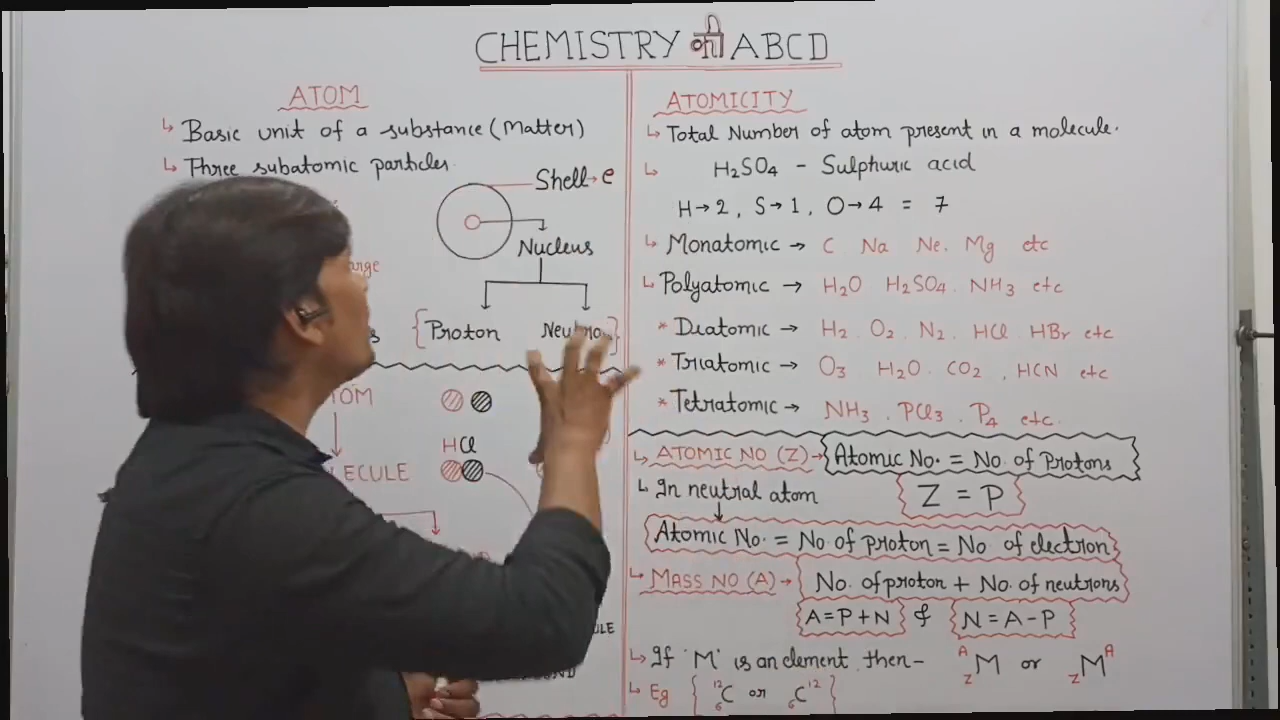 CHEMISTRY की ABCD
ATOM
↳ Basic unit of a substance (Matter)
↳ Three subatomic particles.
Shell → e
Nucleus
{Proton Neutron}
HCl
ATOMICITY
↳ Total Number of atom present in a molecule.
↳ H₂SO₄ – Sulphuric acid
H→2, S→1, O→4 = 7
↳ Monatomic → C Na Ne. Mg etc
↳ Polyatomic → H₂O H₂SO₄. NH₃ etc
* Diatomic → H₂. O₂. N₂. HCl HBr etc
* Triatomic → O₃ H₂O. CO₂, HCN etc
* Tetratomic → NH₃. PCl₃. P₄ etc.
↳ ATOMIC NO (Z) → Atomic No. = No. of Protons
↳ In neutral atom Z = P
↓
Atomic No. = No. of proton = No of electron
↳ MASS NO (A) → No. of proton + No. of neutrons
A = P + N & N = A – P
↳ If 'M' is an element then – ᴬ_ZM or _ZMᴬ
↳ Eg { ¹²₆C or ₆C¹² }